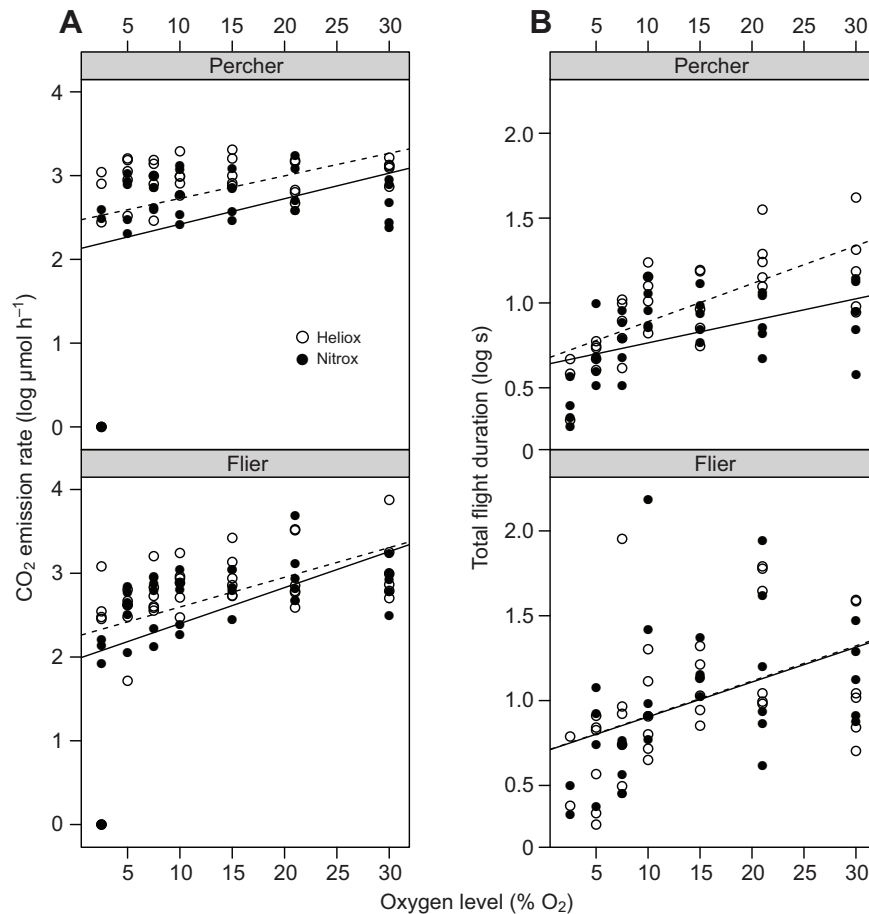 A
B
5 10 15 20 25 30
5 10 15 20 25 30
Percher
Percher
4
3
2
1
0
2.0
1.5
1.0
0.5
0
Heliox
Nitrox
CO₂ emission rate (log µmol h⁻¹)
Total flight duration (log s)
Flier
Flier
4
3
2
1
0
2.0
1.5
1.0
0.5
0
5 10 15 20 25 30
5 10 15 20 25 30
Oxygen level (% O₂)